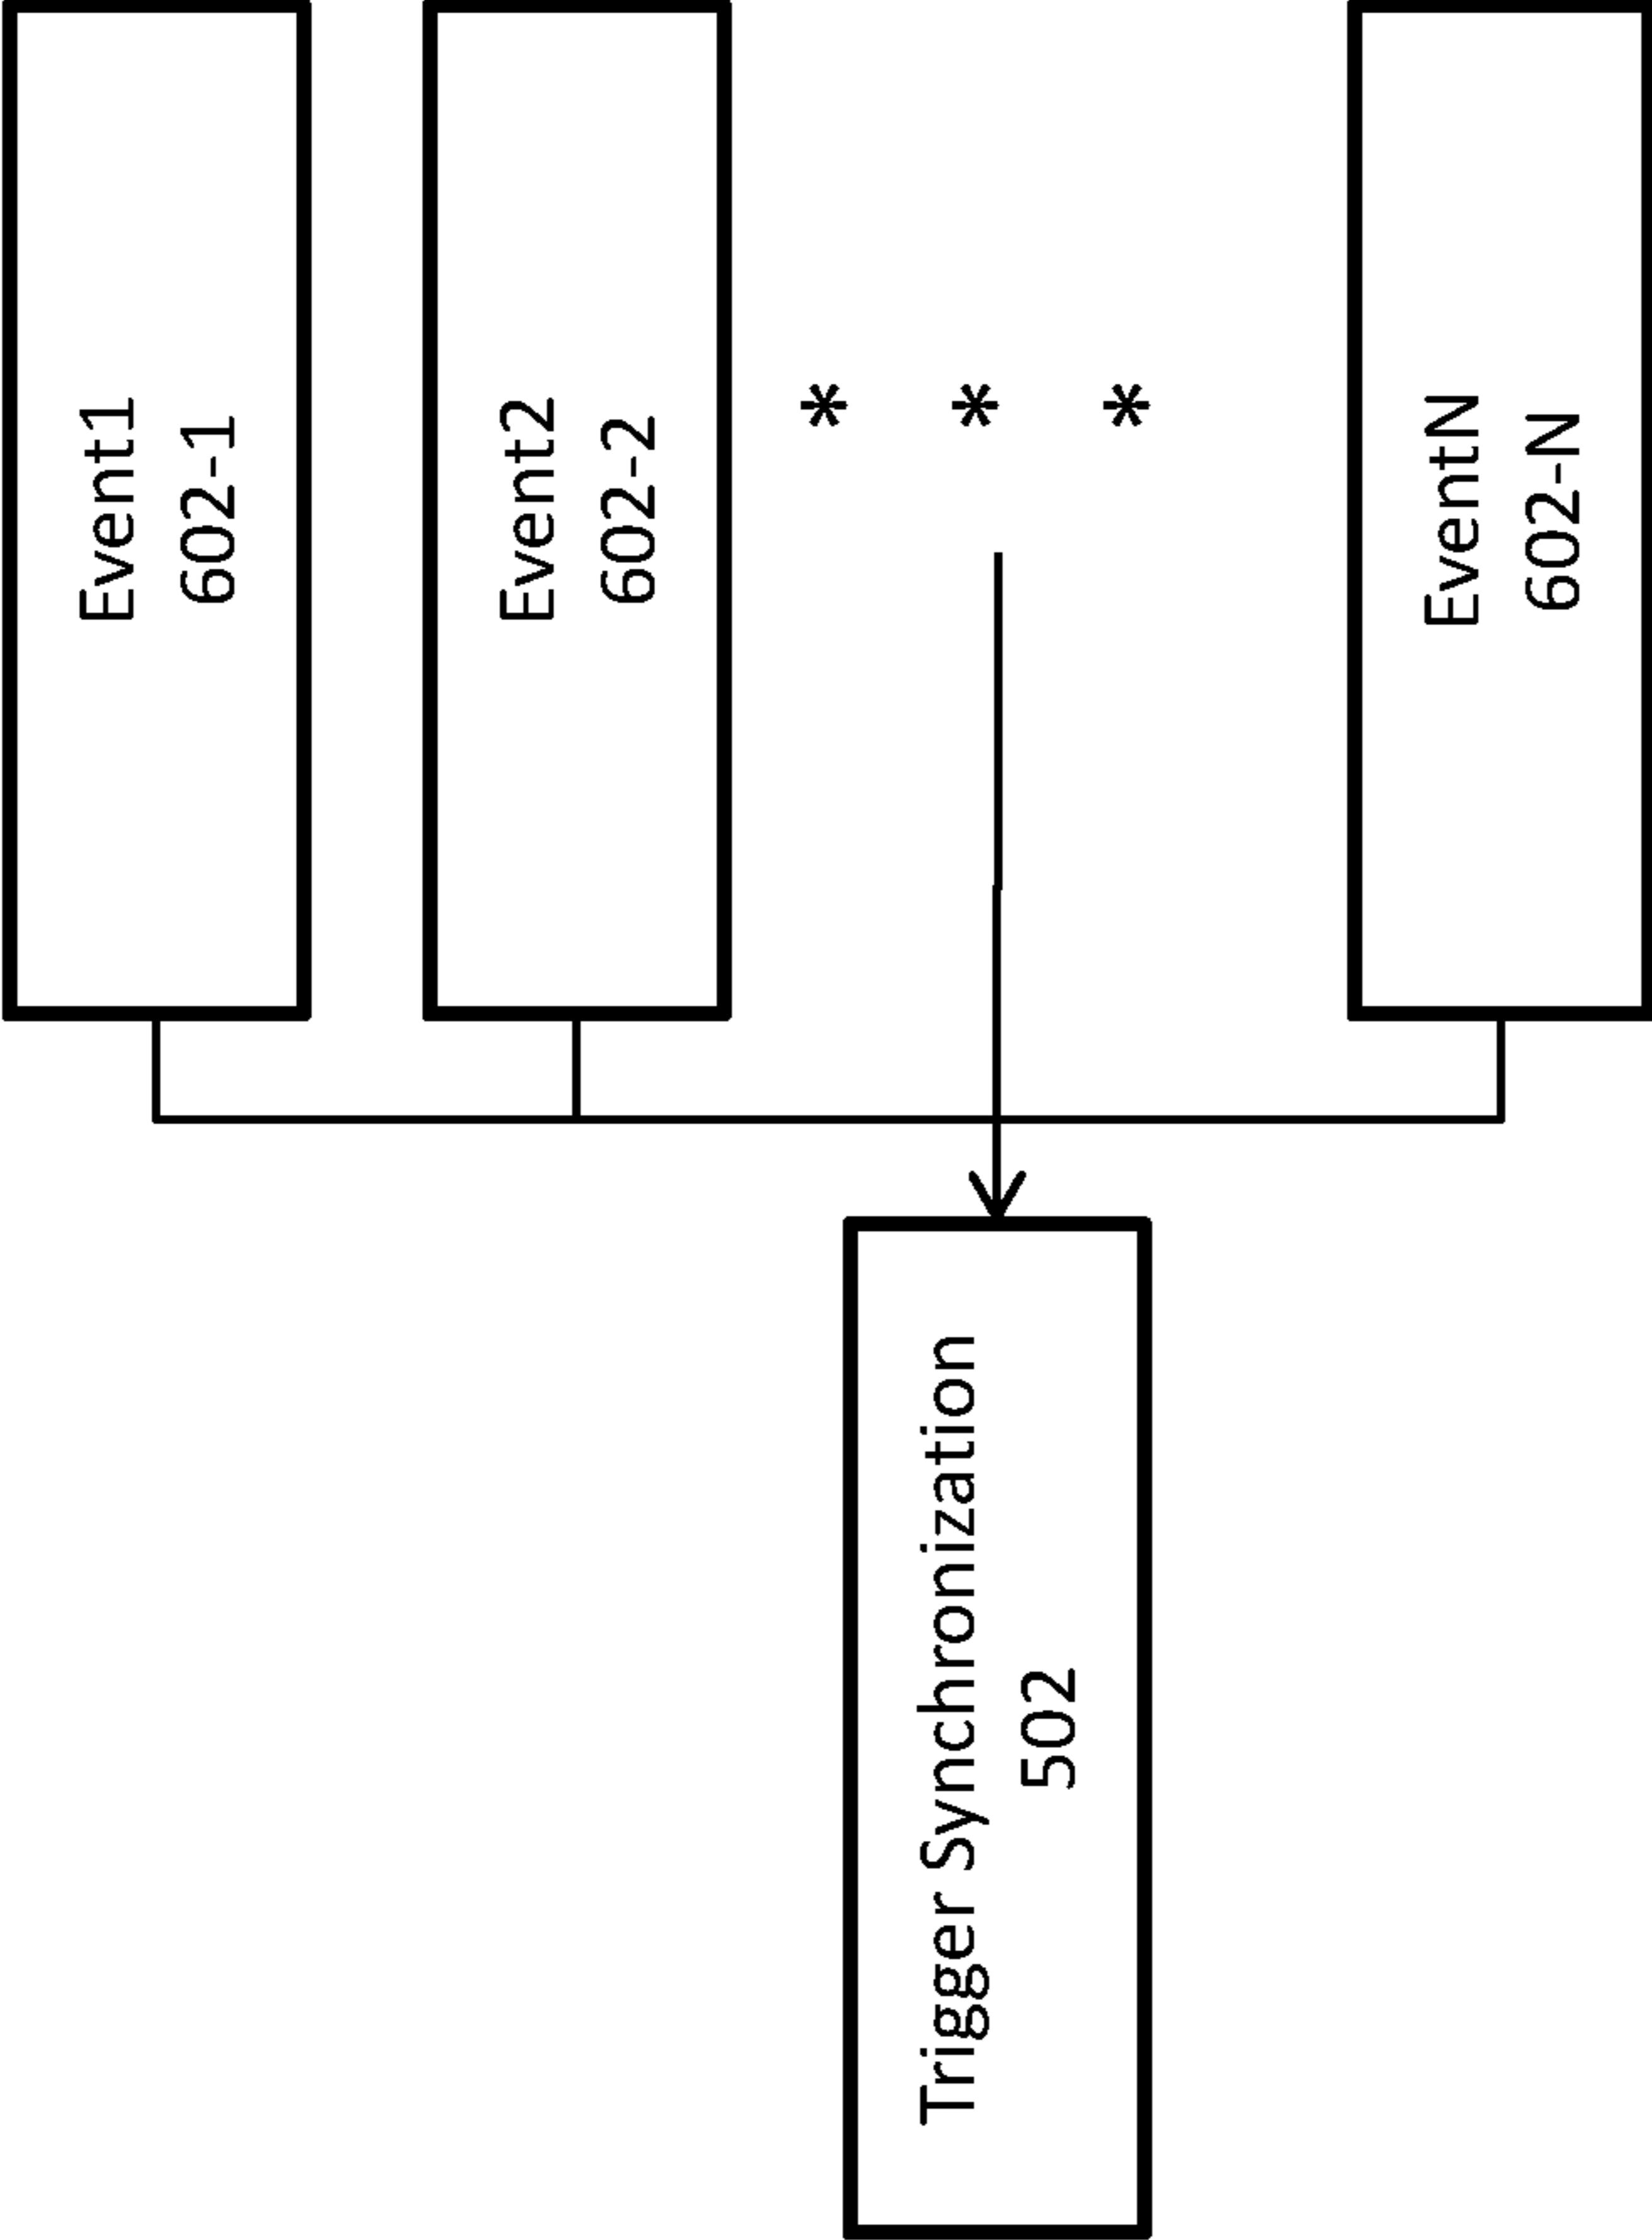 Event1
602-1
Event2
602-2
*
*
*
EventN
602-N
Trigger Synchronization
502